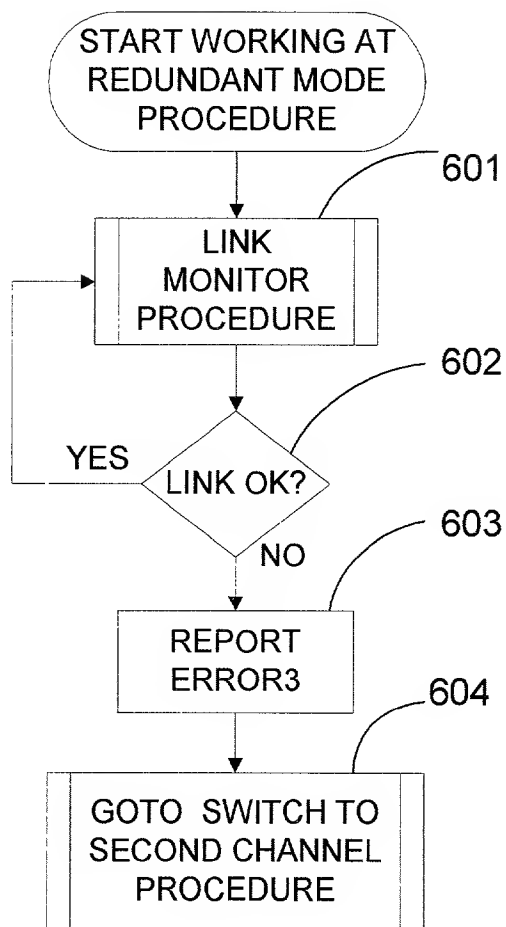 START WORKING AT
REDUNDANT MODE
PROCEDURE
601
LINK
MONITOR
PROCEDURE
602
YES
LINK OK?
NO
603
REPORT
ERROR3
604
GOTO SWITCH TO
SECOND CHANNEL
PROCEDURE